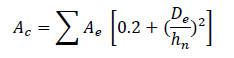 A_c = ∑ A_e [0.2 + (D_e/h_n)²]